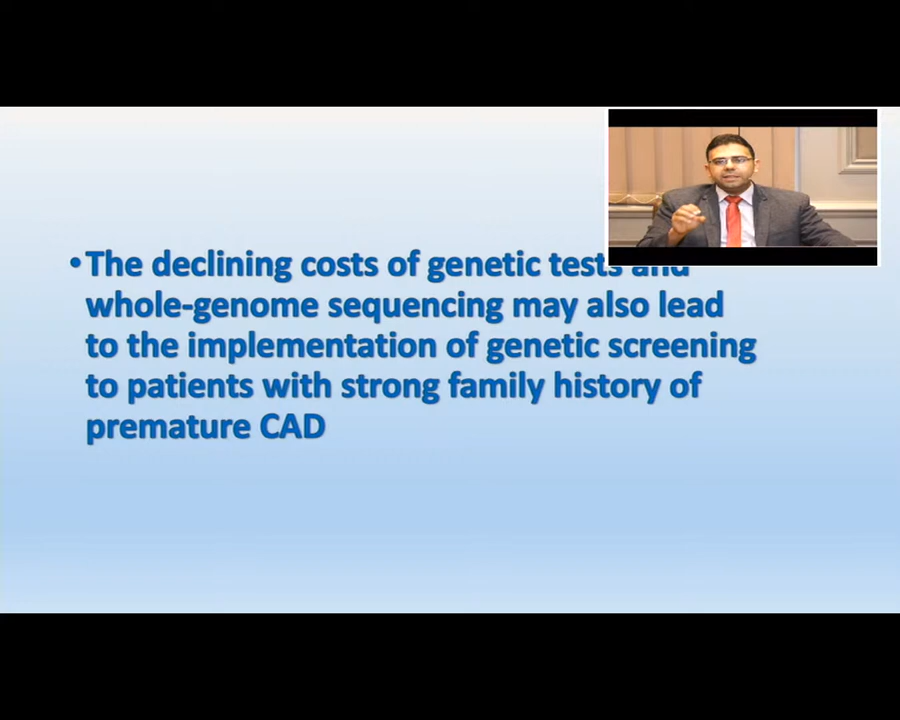 •The declining costs of genetic tests and
whole-genome sequencing may also lead
to the implementation of genetic screening
to patients with strong family history of
premature CAD